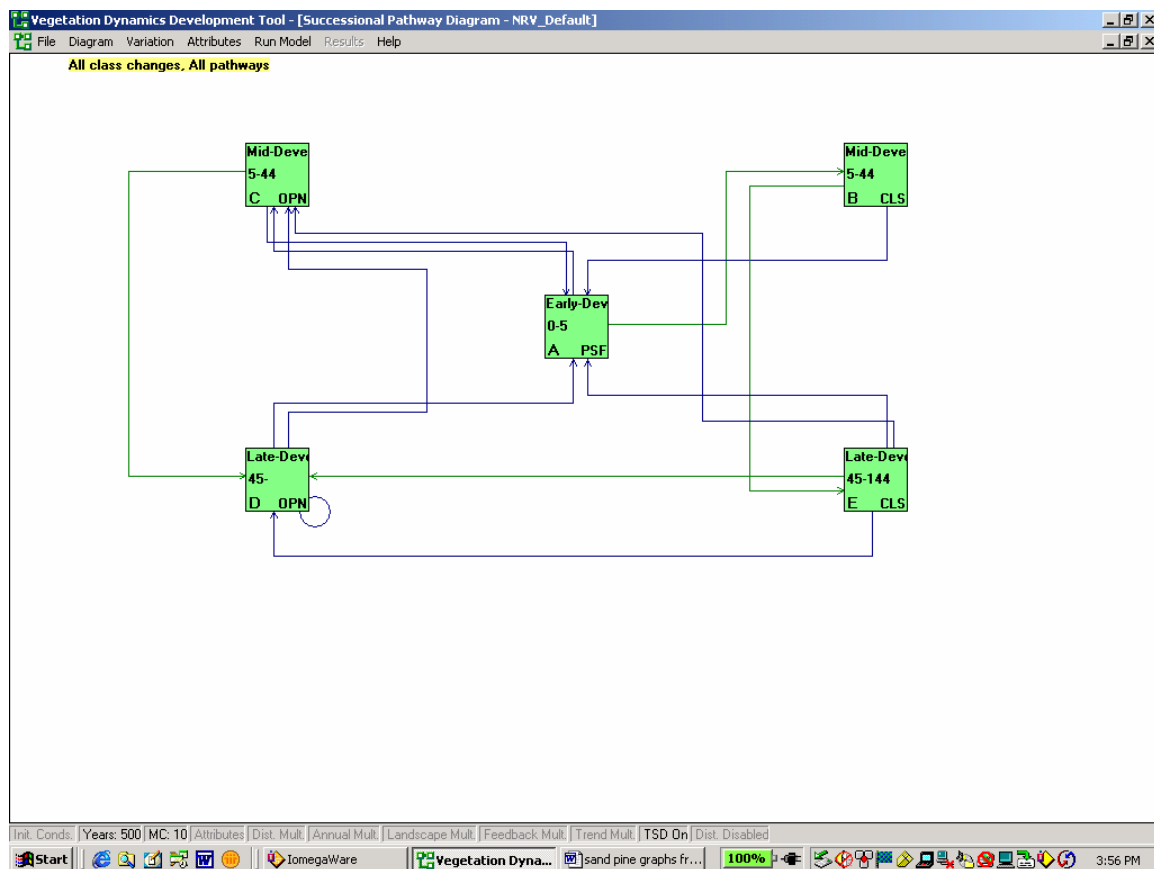 Vegetation Dynamics Development Tool - [Successional Pathway Diagram - NRV_Default]
File Diagram Variation Attributes Run Model Results Help
All class changes, All pathways
Mid-Deve
5-44
C OPN
Mid-Deve
5-44
B CLS
Early-Dev
0-5
A PSF
Late-Deve
45-
D OPN
Late-Deve
45-144
E CLS
Init. Conds. Years: 500 MC: 10 Attributes Dist. Mult. Annual Mult. Landscape Mult. Feedback Mult. Trend Mult. TSD On Dist. Disabled
Start IomegaWare Vegetation Dyna... sand pine graphs fr... 100% 3:56 PM